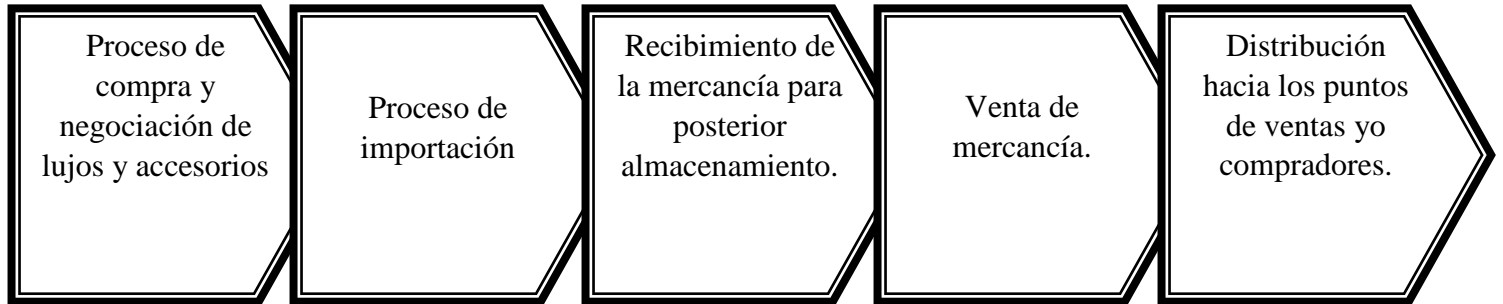 Proceso de
compra y
negociación de
lujos y accesorios
Proceso de
importación
Recibimiento de
la mercancía para
posterior
almacenamiento.
Venta de
mercancía.
Distribución
hacia los puntos
de ventas yo
compradores.